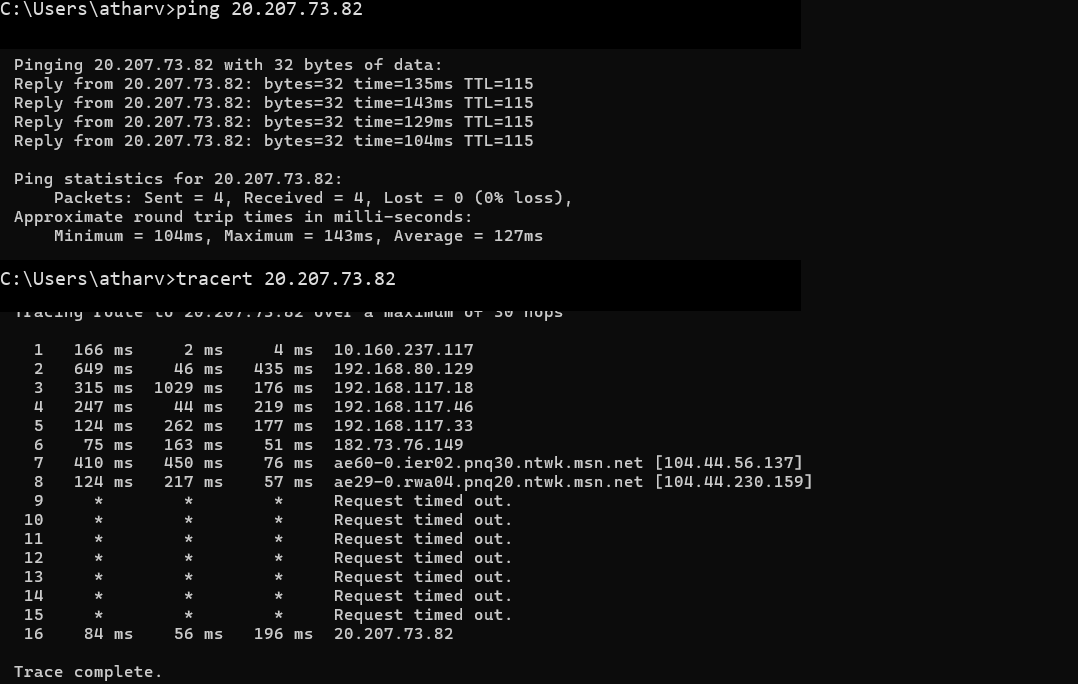 C:\Users\atharv>ping 20.207.73.82
Pinging 20.207.73.82 with 32 bytes of data:
Reply from 20.207.73.82: bytes=32 time=135ms TTL=115
Reply from 20.207.73.82: bytes=32 time=143ms TTL=115
Reply from 20.207.73.82: bytes=32 time=129ms TTL=115
Reply from 20.207.73.82: bytes=32 time=104ms TTL=115
Ping statistics for 20.207.73.82:
Packets: Sent = 4, Received = 4, Lost = 0 (0% loss),
Approximate round trip times in milli-seconds:
Minimum = 104ms, Maximum = 143ms, Average = 127ms
C:\Users\atharv>tracert 20.207.73.82
Tracing route to 20.207.73.82 over a maximum of 30 hops
1 166 ms 2 ms 4 ms 10.160.237.117
2 649 ms 46 ms 435 ms 192.168.80.129
3 315 ms 1029 ms 176 ms 192.168.117.18
4 247 ms 44 ms 219 ms 192.168.117.46
5 124 ms 262 ms 177 ms 192.168.117.33
6 75 ms 163 ms 51 ms 182.73.76.149
7 410 ms 450 ms 76 ms ae60-0.ier02.pnq30.ntwk.msn.net [104.44.56.137]
8 124 ms 217 ms 57 ms ae29-0.rwa04.pnq20.ntwk.msn.net [104.44.230.159]
9 * * * Request timed out.
10 * * * Request timed out.
11 * * * Request timed out.
12 * * * Request timed out.
13 * * * Request timed out.
14 * * * Request timed out.
15 * * * Request timed out.
16 84 ms 56 ms 196 ms 20.207.73.82
Trace complete.